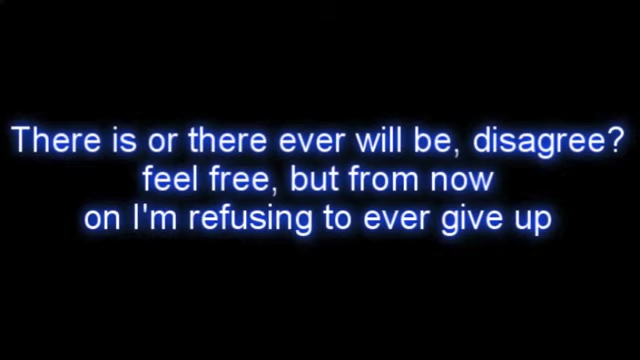 There is or there ever will be, disagree?
feel free, but from now
on I'm refusing to ever give up